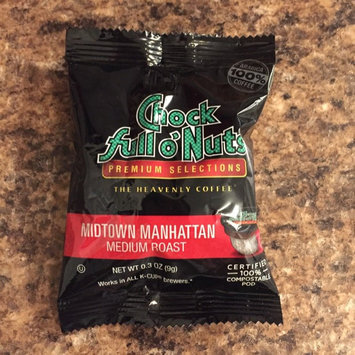 ARABICA
100%
COFFEE
Chock
full o'Nuts
PREMIUM SELECTIONS
THE HEAVENLY COFFEE
MIDTOWN MANHATTAN
MEDIUM ROAST
NET WT 0.3 OZ (9g)
Works in ALL K-CUP® brewers.*
CERTIFIED
100%
COMPOSTABLE
POD